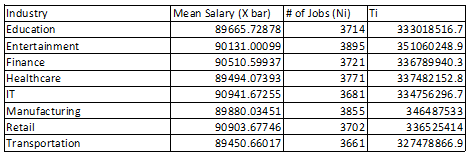 Industry Mean Salary (X bar) # of Jobs (Ni) Ti
Education 89665.72878 3714 333018516.7
Entertainment 90131.00099 3895 351060248.9
Finance 90510.59937 3721 336789940.3
Healthcare 89494.07393 3771 337482152.8
IT 90941.67255 3681 334756296.7
Manufacturing 89880.03451 3855 346487533
Retail 90903.67746 3702 336525414
Transportation 89450.66017 3661 327478866.9